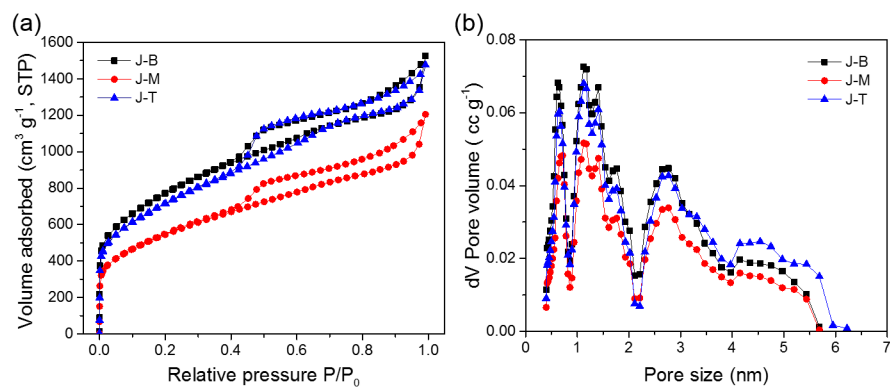 (a)
1600
1400
1200
1000
800
600
400
200
0
Volume adsorbed (cm³ g⁻¹, STP)
J-B
J-M
J-T
0.0 0.2 0.4 0.6 0.8 1.0
Relative pressure P/P₀
(b)
0.08
0.06
0.04
0.02
0.00
dV Pore volume ( cc g⁻¹)
J-B
J-M
J-T
0 1 2 3 4 5 6 7
Pore size (nm)